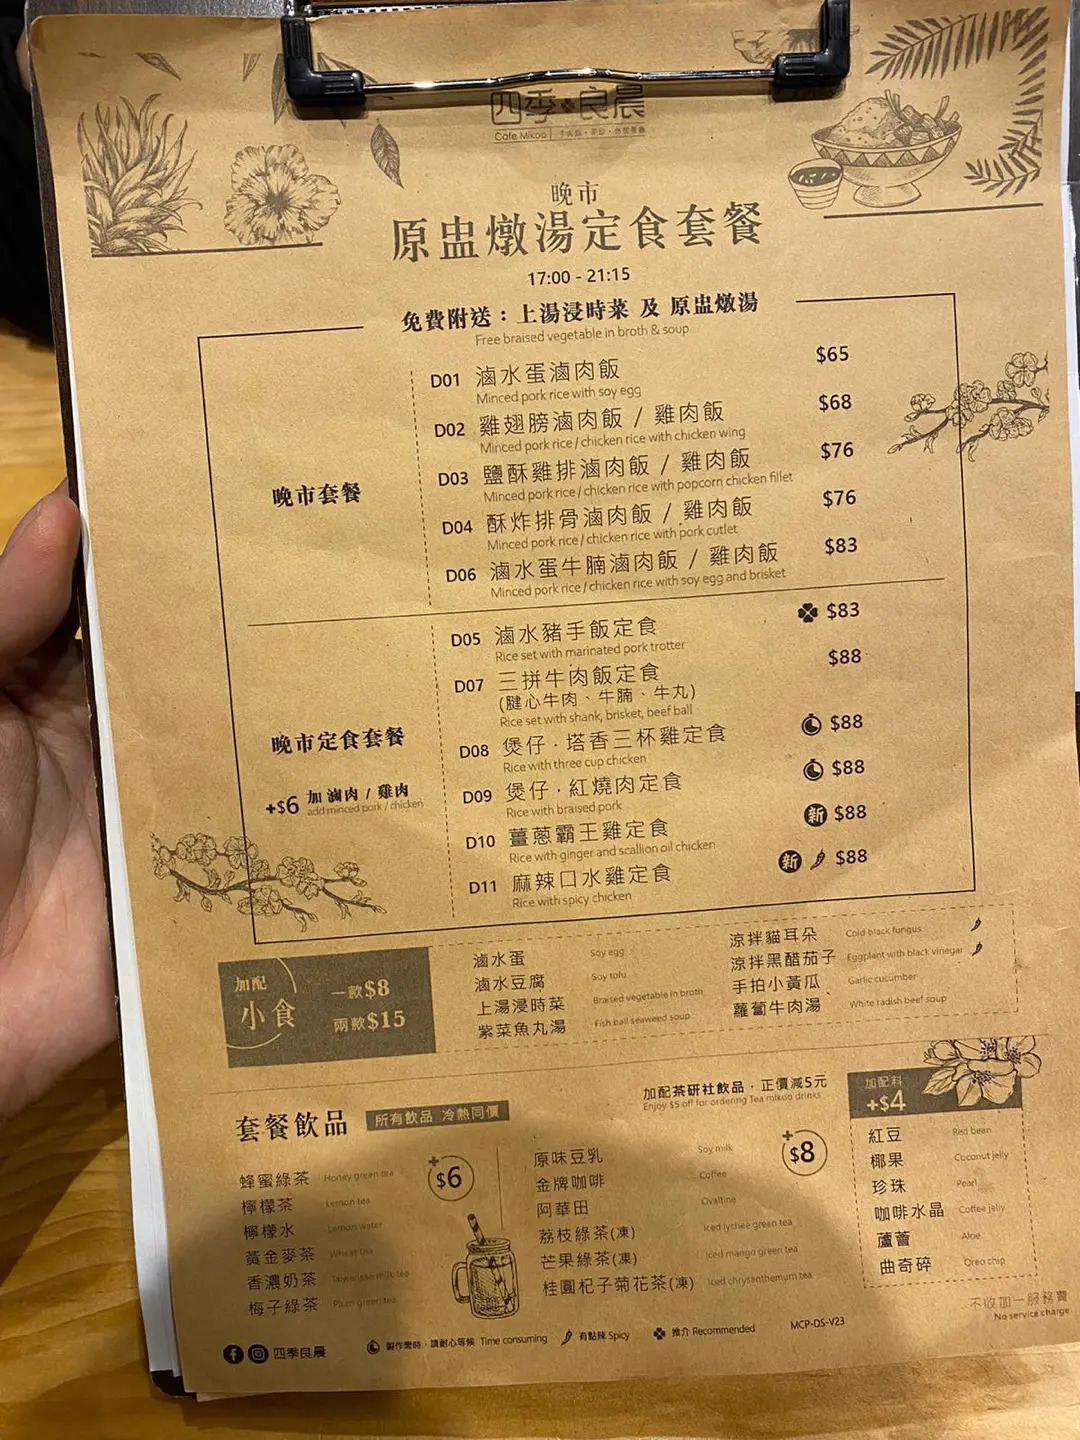 四季良晨
Cafe Mikoo
晚市
原盅燉湯定食套餐
17:00 - 21:15
免費附送：上湯浸時菜 及 原盅燉湯
Free braised vegetable in broth & soup
晚市套餐
D01 滷水蛋滷肉飯 $65
Minced pork rice with soy egg
D02 雞翅膀滷肉飯 / 雞肉飯 $68
Minced pork rice / chicken rice with chicken wing
D03 鹽酥雞排滷肉飯 / 雞肉飯 $76
Minced pork rice / chicken rice with popcorn chicken fillet
D04 酥炸排骨滷肉飯 / 雞肉飯 $76
Minced pork rice / chicken rice with pork cutlet
D06 滷水蛋牛腩滷肉飯 / 雞肉飯 $83
Minced pork rice / chicken rice with soy egg and brisket
晚市定食套餐
+$6 加滷肉 / 雞肉
add minced pork / chicken
D05 滷水豬手飯定食 $83
Rice set with marinated pork trotter
D07 三拼牛肉飯定食 $88
(腱心牛肉、牛腩、牛丸)
Rice set with shank, brisket, beef ball
D08 煲仔·塔香三杯雞定食 $88
Rice with three cup chicken
D09 煲仔·紅燒肉定食 $88
Rice with braised pork
D10 薑蔥霸王雞定食 新 $88
Rice with ginger and scallion oil chicken
D11 麻辣口水雞定食 新 $88
Rice with spicy chicken
加配
小食
一款$8
兩款$15
滷水蛋 Soy egg
滷水豆腐 Soy tofu
上湯浸時菜 Braised vegetable in broth
紫菜魚丸湯 Fish ball seaweed soup
涼拌貓耳朵 Cold black fungus
涼拌黑醋茄子 Eggplant with black vinegar
手拍小黃瓜 Garlic cucumber
蘿蔔牛肉湯 White radish beef soup
套餐飲品 所有飲品 冷熱同價
加配茶研社飲品，正價減5元
Enjoy $5 off for ordering Tea mikoo drinks
+$6
蜂蜜綠茶 Honey green tea
檸檬茶 Lemon tea
檸檬水 Lemon water
黃金麥茶 Wheat tea
香濃奶茶 Taiwanese milk tea
梅子綠茶 Plum green tea
+$8
原味豆乳 Soy milk
金牌咖啡 Coffee
阿華田 Ovaltine
荔枝綠茶(凍) Iced lychee green tea
芒果綠茶(凍) Iced mango green tea
桂圓杞子菊花茶(凍) Iced chrysanthemum tea
加配料
+$4
紅豆 Red bean
椰果 Coconut jelly
珍珠 Pearl
咖啡水晶 Coffee jelly
蘆薈 Aloe
曲奇碎 Oreo chip
不收加一服務費
No service charge
四季良晨
製作需時，請耐心等候 Time consuming
有點辣 Spicy
推介 Recommended
MCP-DS-V23